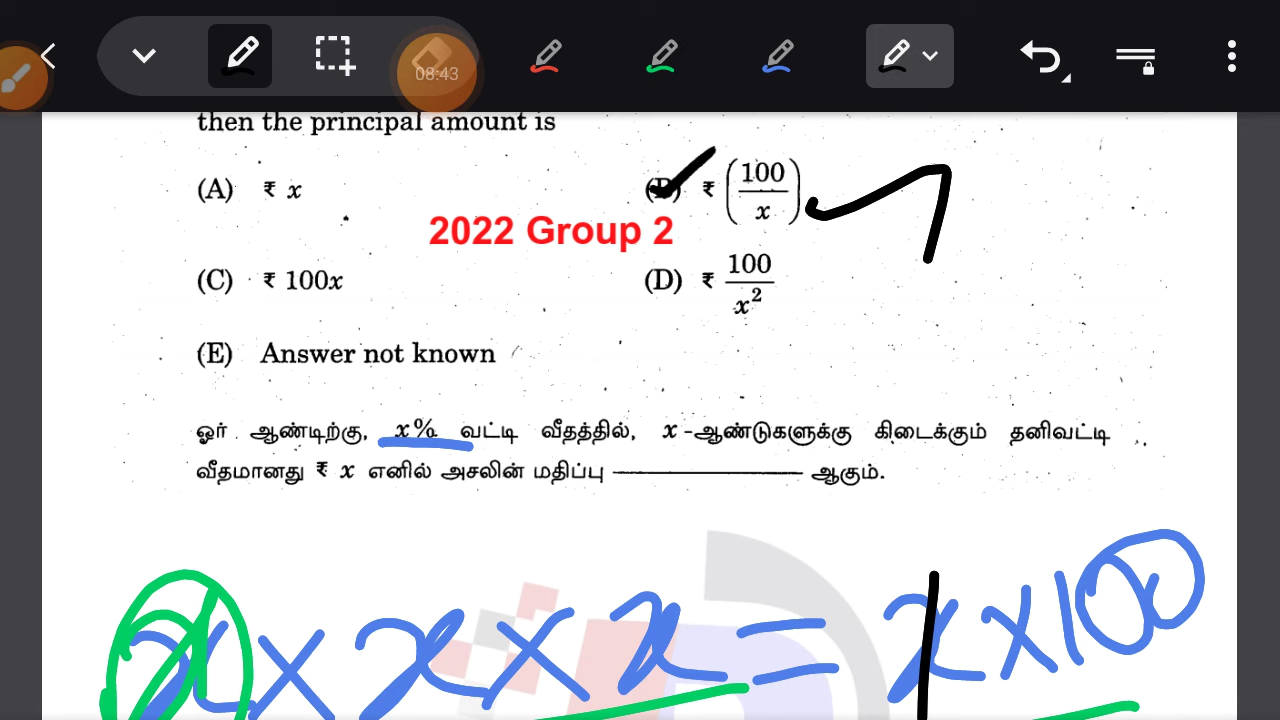 08:43
then the principal amount is
(A) ₹ x
(B) ₹ (100/x)
2022 Group 2
(C) ₹ 100x
(D) ₹ 100/x²
(E) Answer not known
ஓர் ஆண்டிற்கு, x% வட்டி வீதத்தில், x -ஆண்டுகளுக்கு கிடைக்கும் தனிவட்டி
வீதமானது ₹ x எனில் அசலின் மதிப்பு ———— ஆகும்.
x × x × x = x × 100